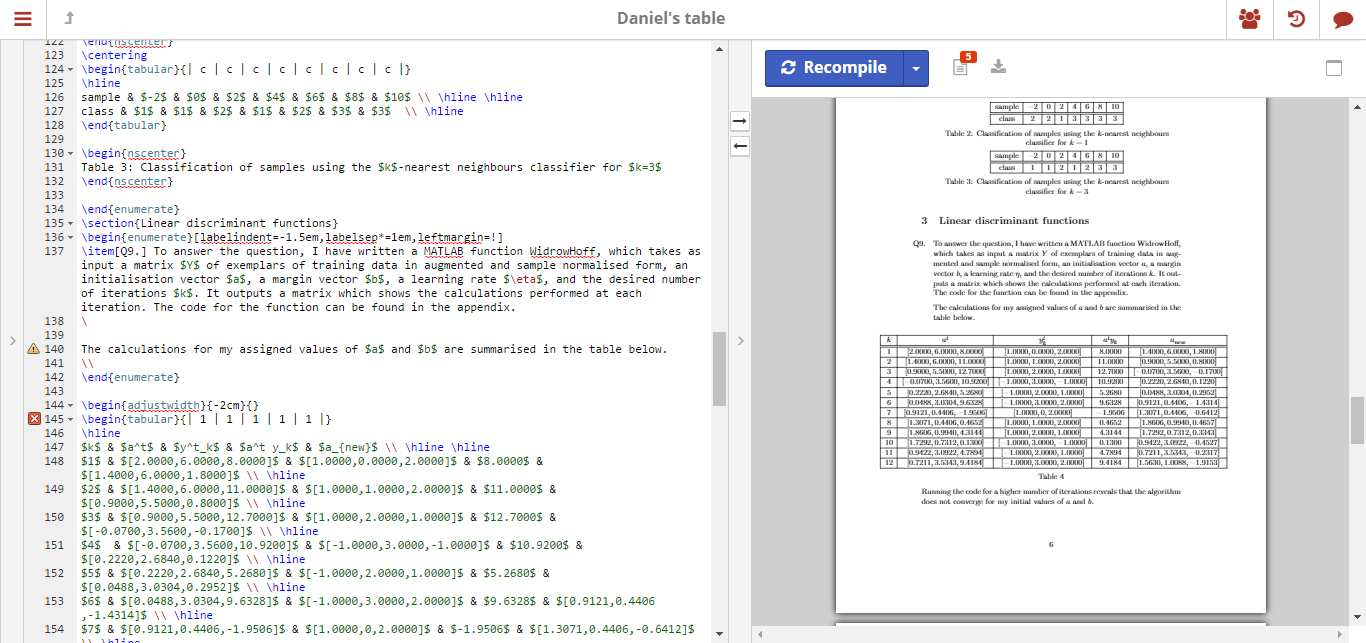 Daniel's table
122 \end{nscenter}
123 \centering
124 \begin{tabular}{| c | c | c | c | c | c | c | c |}
125 \hline
126 sample & $-2$ & $0$ & $2$ & $4$ & $6$ & $8$ & $10$ \\ \hline \hline
127 class & $1$ & $1$ & $2$ & $1$ & $2$ & $3$ & $3$ \\ \hline
128 \end{tabular}
129
130 \begin{nscenter}
131 Table 3: Classification of samples using the $k$-nearest neighbours classifier for $k=3$
132 \end{nscenter}
133
134 \end{enumerate}
135 \section{Linear discriminant functions}
136 \begin{enumerate}[labelindent=-1.5em,labelsep*=1em,leftmargin=!]
137 \item[Q9.] To answer the question, I have written a MATLAB function WidrowHoff, which takes as
input a matrix $Y$ of exemplars of training data in augmented and sample normalised form, an
initialisation vector $a$, a margin vector $b$, a learning rate $\eta$, and the desired number
of iterations $k$. It outputs a matrix which shows the calculations performed at each
iteration. The code for the function can be found in the appendix.
138 \
139
140 The calculations for my assigned values of $a$ and $b$ are summarised in the table below.
141 \\
142 \end{enumerate}
143
144 \begin{adjustwidth}{-2cm}{}
145 \begin{tabular}{| 1 | 1 | 1 | 1 | 1 |}
146 \hline
147 $k$ & $a^t$ & $y^t_k$ & $a^t y_k$ & $a_{new}$ \\ \hline \hline
148 $1$ & $[2.0000,6.0000,8.0000]$ & $[1.0000,0.0000,2.0000]$ & $8.0000$ &
$[1.4000,6.0000,1.8000]$ \\ \hline
149 $2$ & $[1.4000,6.0000,11.0000]$ & $[1.0000,1.0000,2.0000]$ & $11.0000$ &
$[0.9000,5.5000,0.8000]$ \\ \hline
150 $3$ & $[0.9000,5.5000,12.7000]$ & $[1.0000,2.0000,1.0000]$ & $12.7000$ &
$[-0.0700,3.5600,-0.1700]$ \\ \hline
151 $4$ & $[-0.0700,3.5600,10.9200]$ & $[-1.0000,3.0000,-1.0000]$ & $10.9200$ &
$[0.2220,2.6840,0.1220]$ \\ \hline
152 $5$ & $[0.2220,2.6840,5.2680]$ & $[-1.0000,2.0000,1.0000]$ & $5.2680$ &
$[0.0488,3.0304,0.2952]$ \\ \hline
153 $6$ & $[0.0488,3.0304,9.6328]$ & $[-1.0000,3.0000,2.0000]$ & $9.6328$ & $[0.9121,0.4406
,-1.4314]$ \\ \hline
154 $7$ & $[0.9121,0.4406,-1.9506]$ & $[1.0000,0,2.0000]$ & $-1.9506$ & $[1.3071,0.4406,-0.6412]$
\\ \hline
Recompile
5
sample −2 0 2 4 6 8 10
class 2 2 1 3 3 3 3
Table 2: Classification of samples using the k-nearest neighbours
classifier for k = 1
sample −2 0 2 4 6 8 10
class 1 1 2 1 2 3 3
Table 3: Classification of samples using the k-nearest neighbours
classifier for k = 3
3 Linear discriminant functions
Q9. To answer the question, I have written a MATLAB function WidrowHoff,
which takes as input a matrix Y of exemplars of training data in aug-
mented and sample normalised form, an initialisation vector a, a margin
vector b, a learning rate η, and the desired number of iterations k. It out-
puts a matrix which shows the calculations performed at each iteration.
The code for the function can be found in the appendix.
The calculations for my assigned values of a and b are summarised in the
table below.
k aᵗ yᵗₖ aᵗyₖ a_new
1 [2.0000, 6.0000, 8.0000] [1.0000, 0.0000, 2.0000] 8.0000 [1.4000, 6.0000, 1.8000]
2 [1.4000, 6.0000, 11.0000] [1.0000, 1.0000, 2.0000] 11.0000 [0.9000, 5.5000, 0.8000]
3 [0.9000, 5.5000, 12.7000] [1.0000, 2.0000, 1.0000] 12.7000 [−0.0700, 3.5600, −0.1700]
4 [−0.0700, 3.5600, 10.9200] [−1.0000, 3.0000, −1.0000] 10.9200 [0.2220, 2.6840, 0.1220]
5 [0.2220, 2.6840, 5.2680] [−1.0000, 2.0000, 1.0000] 5.2680 [0.0488, 3.0304, 0.2952]
6 [0.0488, 3.0304, 9.6328] [−1.0000, 3.0000, 2.0000] 9.6328 [0.9121, 0.4406, −1.4314]
7 [0.9121, 0.4406, −1.9506] [1.0000, 0, 2.0000] −1.9506 [1.3071, 0.4406, −0.6412]
8 [1.3071, 0.4406, 0.4652] [1.0000, 1.0000, 2.0000] 0.4652 [1.8606, 0.9940, 0.4657]
9 [1.8606, 0.9940, 4.3144] [1.0000, 2.0000, 1.0000] 4.3144 [1.7292, 0.7312, 0.3343]
10 [1.7292, 0.7312, 0.1300] [−1.0000, 3.0000, −1.0000] 0.1300 [0.9422, 3.0922, −0.4527]
11 [0.9422, 3.0922, 4.7894] [−1.0000, 2.0000, 1.0000] 4.7894 [0.7211, 3.5343, −0.2317]
12 [0.7211, 3.5343, 9.4184] [−1.0000, 3.0000, 2.0000] 9.4184 [1.5630, 1.0088, −1.9153]
Table 4
Running the code for a higher number of iterations reveals that the algorithm
does not converge for my initial values of a and b.
6